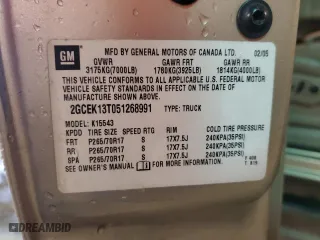 GM
MFD BY GENERAL MOTORS OF CANADA LTD. 02/05
GVWR GAWR FRT GAWR RR
3175KG(7000LB) 1780KG(3925LB) 1814KG(4000LB)
THIS VEHICLE CONFORMS TO ALL APPLICABLE U.S. FEDERAL MOTOR
VEHICLE SAFETY STANDARDS IN EFFECT ON THE DATE OF
MANUFACTURE SHOWN ABOVE.
2GCEK13T051268991 TYPE: TRUCK
MODEL: K15543
KPDD TIRE SIZE SPEED RTG RIM COLD TIRE PRESSURE
FRT P265/70R17 S 17X7.5J 240KPA(35PSI)
RR P265/70R17 S 17X7.5J 240KPA(35PSI)
SPA P265/70R17 S 17X7.5J 240KPA(35PSI)
SEE OWNER'S MANUAL FOR ADDITIONAL INFORMATION
DREAMBID